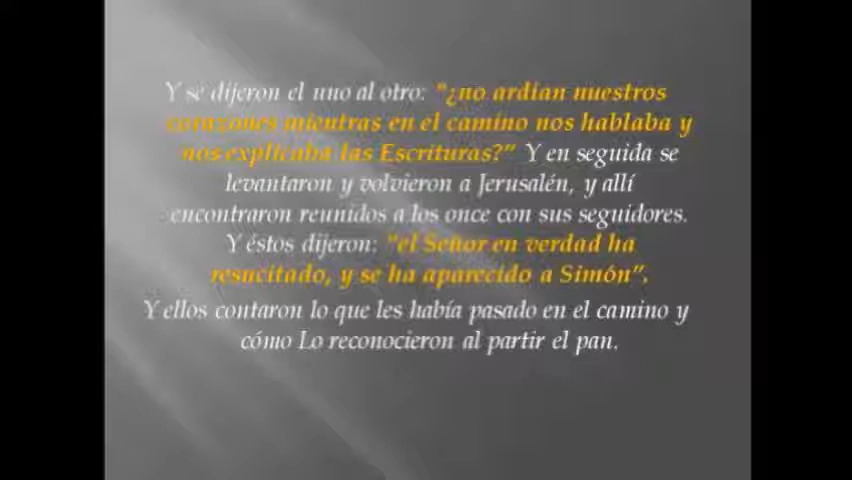 Y se dijeron el uno al otro: "¿no ardían nuestros
corazones mientras en el camino nos hablaba y
nos explicaba las Escrituras?" Y en seguida se
levantaron y volvieron a Jerusalén, y allí
encontraron reunidos a los once con sus seguidores.
Y éstos dijeron: "el Señor en verdad ha
resucitado, y se ha aparecido a Simón".
Y ellos contaron lo que les había pasado en el camino y
cómo Lo reconocieron al partir el pan.